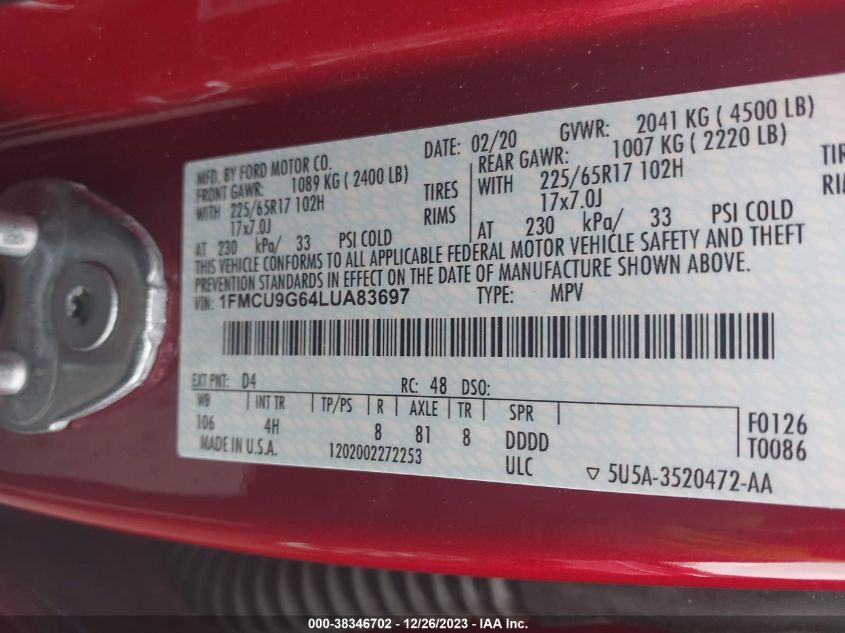 MFD. BY FORD MOTOR CO. DATE: 02/20 GVWR: 2041 KG ( 4500 LB)
FRONT GAWR: 1089 KG ( 2400 LB) REAR GAWR: 1007 KG ( 2220 LB)
WITH 225/65R17 102H TIRES WITH 225/65R17 102H TIR
17x7.0J RIMS 17x7.0J RIM
AT 230 kPa/ 33 PSI COLD AT 230 kPa/ 33 PSI COLD
THIS VEHICLE CONFORMS TO ALL APPLICABLE FEDERAL MOTOR VEHICLE SAFETY AND THEFT
PREVENTION STANDARDS IN EFFECT ON THE DATE OF MANUFACTURE SHOWN ABOVE.
VIN: 1FMCU9G64LUA83697 TYPE: MPV
EXT PNT: D4 RC: 48 DSO:
WB INT TR TP/PS R AXLE TR SPR
106 4H 8 81 8 DDDD F0126
MADE IN U.S.A. 1202002272253 ULC T0086
5U5A-3520472-AA
000-38346702 - 12/26/2023 - IAA Inc.